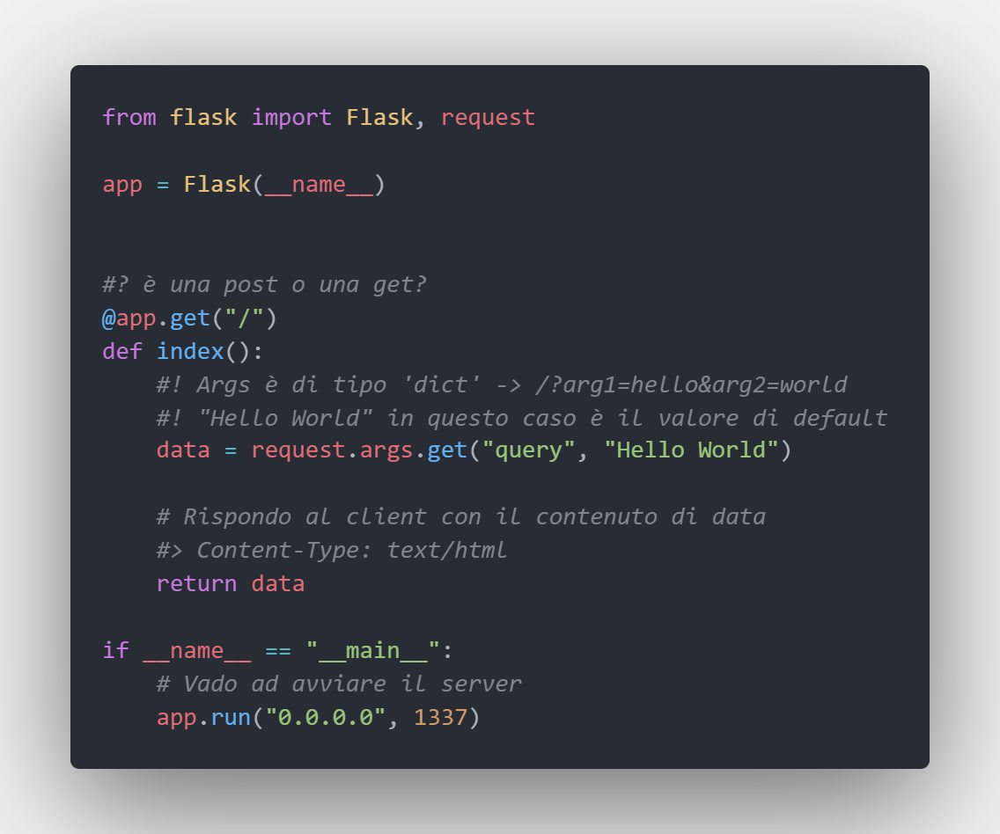 from flask import Flask, request
app = Flask(__name__)
#? è una post o una get?
@app.get("/")
def index():
    #! Args è di tipo 'dict' -> /?arg1=hello&arg2=world
    #! "Hello World" in questo caso è il valore di default
    data = request.args.get("query", "Hello World")
    # Rispondo al client con il contenuto di data
    #> Content-Type: text/html
    return data
if __name__ == "__main__":
    # Vado ad avviare il server
    app.run("0.0.0.0", 1337)